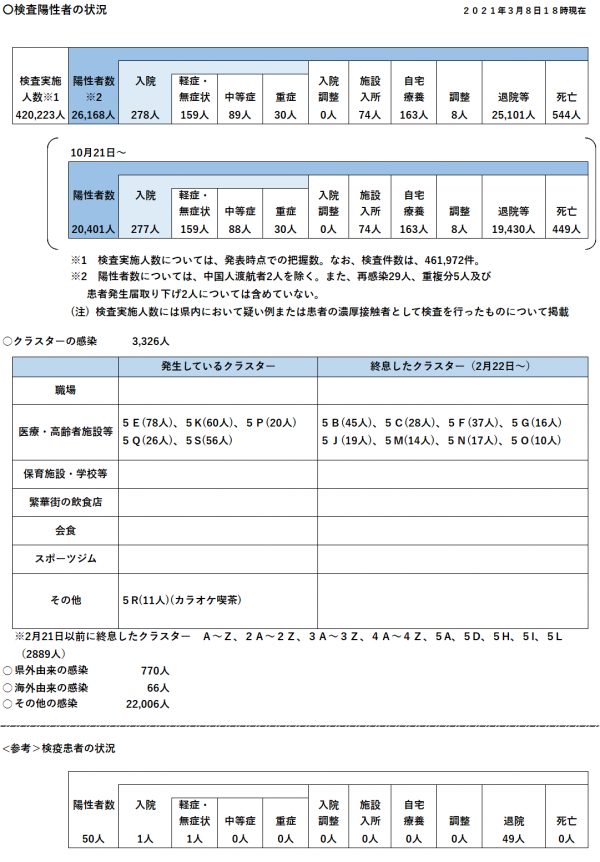 〇検査陽性者の状況 ２０２１年３月８日１８時現在
検査実施 陽性者数 入院 軽症・ 中等症 重症 入院 施設 自宅 調整 退院等 死亡
人数※1 ※2 無症状 調整 入所 療養
420,223人 26,168人 278人 159人 89人 30人 0人 74人 163人 8人 25,101人 544人
10月21日～
陽性者数 入院 軽症・ 中等症 重症 入院 施設 自宅 調整 退院等 死亡
無症状 調整 入所 療養
20,401人 277人 159人 88人 30人 0人 74人 163人 8人 19,430人 449人
※1 検査実施人数については、発表時点での把握数。なお、検査件数は、461,972件。
※2 陽性者数については、中国人渡航者2人を除く。また、再感染29人、重複分5人及び
患者発生届取り下げ2人については含めていない。
(注) 検査実施人数には県内において疑い例または患者の濃厚接触者として検査を行ったものについて掲載
〇クラスターの感染 3,326人
発生しているクラスター 終息したクラスター（2月22日～）
職場
医療・高齢者施設等 ５Ｅ(78人)、５Ｋ(60人)、５Ｐ(20人) ５Ｂ(45人)、５Ｃ(28人)、５Ｆ(37人)、５Ｇ(16人)
５Ｑ(26人)、５Ｓ(56人) ５Ｊ(19人)、５Ｍ(14人)、５Ｎ(17人)、５Ｏ(10人)
保育施設・学校等
繁華街の飲食店
会食
スポーツジム
その他 ５Ｒ(11人)(カラオケ喫茶)
※2月21日以前に終息したクラスター Ａ～Ｚ、２Ａ～２Ｚ、３Ａ～３Ｚ、４Ａ～４Ｚ、５Ａ、５Ｄ、５Ｈ、５Ｉ、５Ｌ
（2889人）
〇県外由来の感染 770人
〇海外由来の感染 66人
〇その他の感染 22,006人
<参考＞検疫患者の状況
陽性者数 入院 軽症・ 中等症 重症 入院 施設 自宅 調整 退院 死亡
無症状 調整 入所 療養
50人 1人 1人 0人 0人 0人 0人 0人 0人 49人 0人